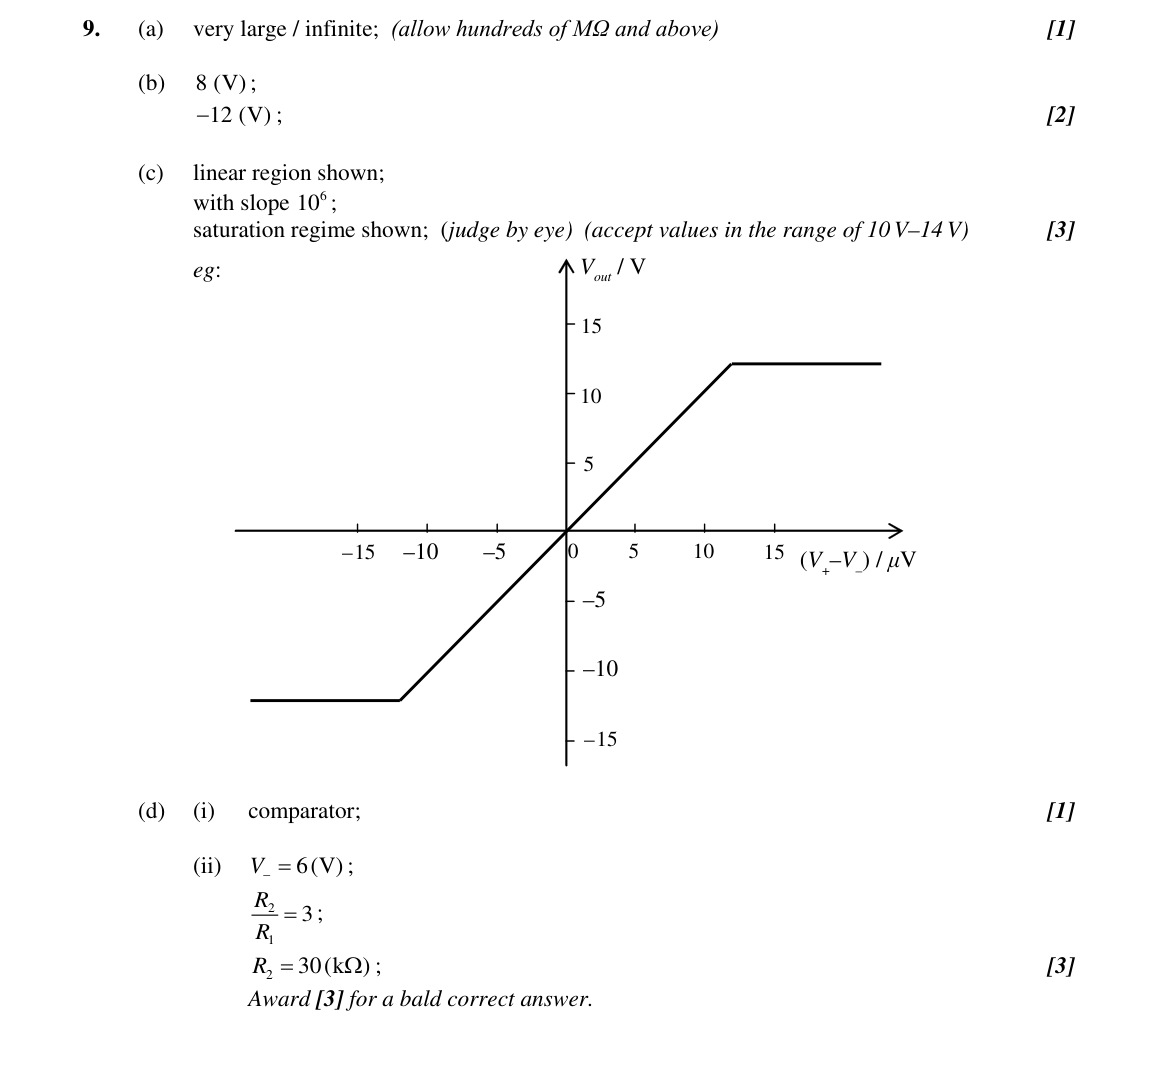 9. (a) very large / infinite; (allow hundreds of MΩ and above) [1]
(b) 8 (V) ;
–12 (V) ; [2]
(c) linear region shown;
with slope 10⁶ ;
saturation regime shown; (judge by eye) (accept values in the range of 10 V–14 V) [3]
eg:
V_out / V
15
10
5
–15 –10 –5 0 5 10 15 (V₊–V₋) / μV
–5
–10
–15
(d) (i) comparator; [1]
(ii) V₋ = 6 (V) ;
R₂
— = 3 ;
R₁
R₂ = 30 (kΩ) ; [3]
Award [3] for a bald correct answer.